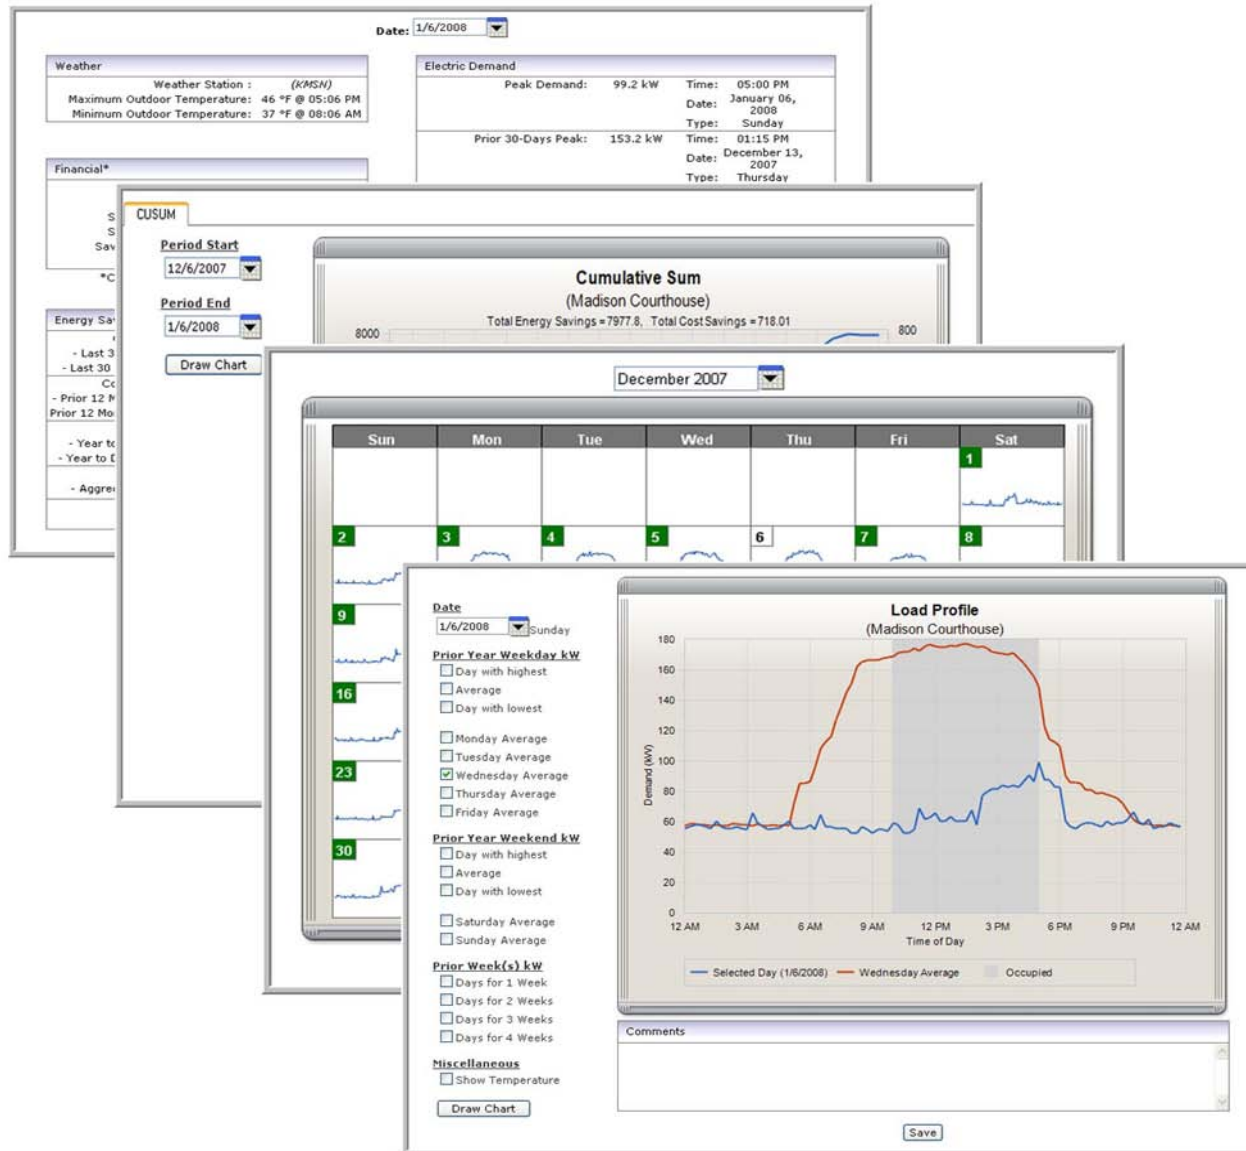 Date: 1/6/2008
Weather
Weather Station : (KMSN)
Maximum Outdoor Temperature: 46 °F @ 05:06 PM
Minimum Outdoor Temperature: 37 °F @ 08:06 AM
Electric Demand
Peak Demand: 99.2 kW Time: 05:00 PM
Date: January 06, 2008
Type: Sunday
Prior 30-Days Peak: 153.2 kW Time: 01:15 PM
Date: December 13, 2007
Type: Thursday
Financial*
S
S
Sav
*C
Energy Sa
- Last 3
- Last 30
Co
- Prior 12 M
Prior 12 Mo
- Year to
- Year to D
- Aggre
CUSUM
Period Start
12/6/2007
Period End
1/6/2008
Draw Chart
Cumulative Sum
(Madison Courthouse)
Total Energy Savings =7977.8, Total Cost Savings =718.01
8000
800
December 2007
Sun Mon Tue Wed Thu Fri Sat
1
2 3 4 5 6 7 8
9
16
23
30
Date
1/6/2008 Sunday
Prior Year Weekday kW
Day with highest
Average
Day with lowest
Monday Average
Tuesday Average
Wednesday Average
Thursday Average
Friday Average
Prior Year Weekend kW
Day with highest
Average
Day with lowest
Saturday Average
Sunday Average
Prior Week(s) kW
Days for 1 Week
Days for 2 Weeks
Days for 3 Weeks
Days for 4 Weeks
Miscellaneous
Show Temperature
Draw Chart
Load Profile
(Madison Courthouse)
Demand (kW)
180
160
140
120
100
80
60
40
20
0
12 AM 3 AM 6 AM 9 AM 12 PM 3 PM 6 PM 9 PM 12 AM
Time of Day
Selected Day (1/6/2008) Wednesday Average Occupied
Comments
Save